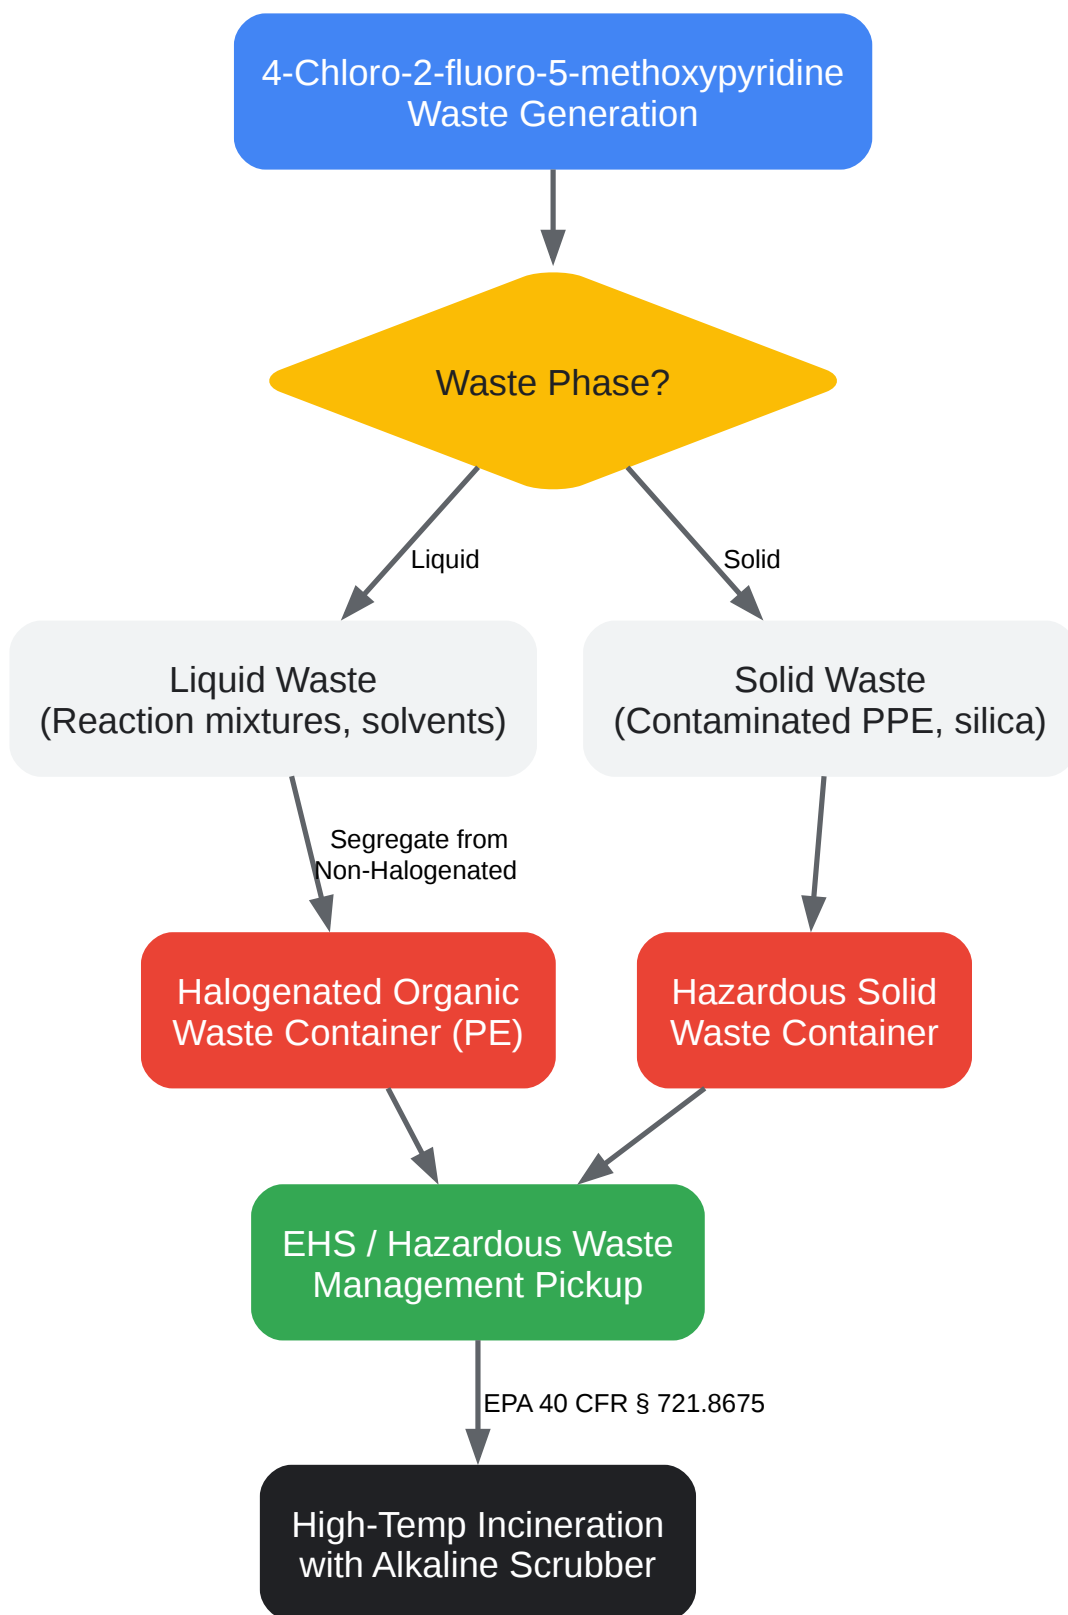 4-Chloro-2-fluoro-5-methoxypyridine
Waste Generation
Waste Phase?
Liquid
Solid
Liquid Waste
(Reaction mixtures, solvents)
Solid Waste
(Contaminated PPE, silica)
Segregate from
Non-Halogenated
Halogenated Organic
Waste Container (PE)
Hazardous Solid
Waste Container
EHS / Hazardous Waste
Management Pickup
EPA 40 CFR § 721.8675
High-Temp Incineration
with Alkaline Scrubber